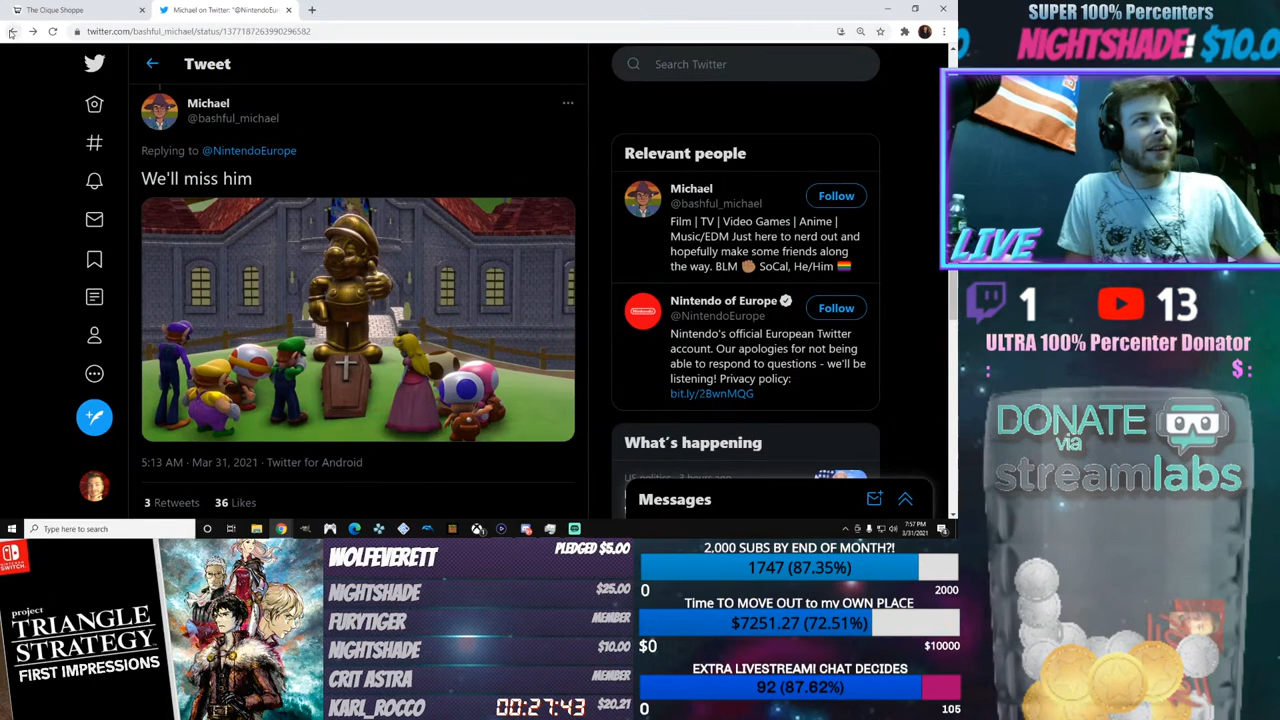 The Clique Shoppe
Michael on Twitter: "@NintendoEur
twitter.com/bashful_michael/status/1377187263990296582
Tweet
Search Twitter
Michael
@bashful_michael
Replying to @NintendoEurope
We'll miss him
5:13 AM · Mar 31, 2021 · Twitter for Android
3 Retweets 36 Likes
Relevant people
Michael
@bashful_michael
Follow
Film | TV | Video Games | Anime |
Music/EDM Just here to nerd out and
hopefully make some friends along
the way. BLM ✊🏾 SoCal, He/Him 🏳️‍🌈
Nintendo of Europe
@NintendoEurope
Follow
Nintendo's official European Twitter
account. Our apologies for not being
able to respond to questions - we'll be
listening! Privacy policy:
bit.ly/2BwnMQG
What's happening
US politics · 3 hours ago
Messages
Type here to search
7:57 PM
3/31/2021
SUPER 100% Percenters
NIGHTSHADE: $10.0
LIVE
1
13
ULTRA 100% Percenter Donator
: $:
DONATE
via
streamlabs
project
TRIANGLE
STRATEGY
FIRST IMPRESSIONS
WOLFEVERETT PLEDGED $5.00
NIGHTSHADE $25.00
FURYTIGER MEMBER
NIGHTSHADE $10.00
CRIT ASTRA MEMBER
KARL_ROCCO 00:27:43 $20.21
2,000 SUBS BY END OF MONTH?!
1747 (87.35%)
0 2000
Time TO MOVE OUT to my OWN PLACE
$7251.27 (72.51%)
$0 $10000
EXTRA LIVESTREAM! CHAT DECIDES
92 (87.62%)
0 105